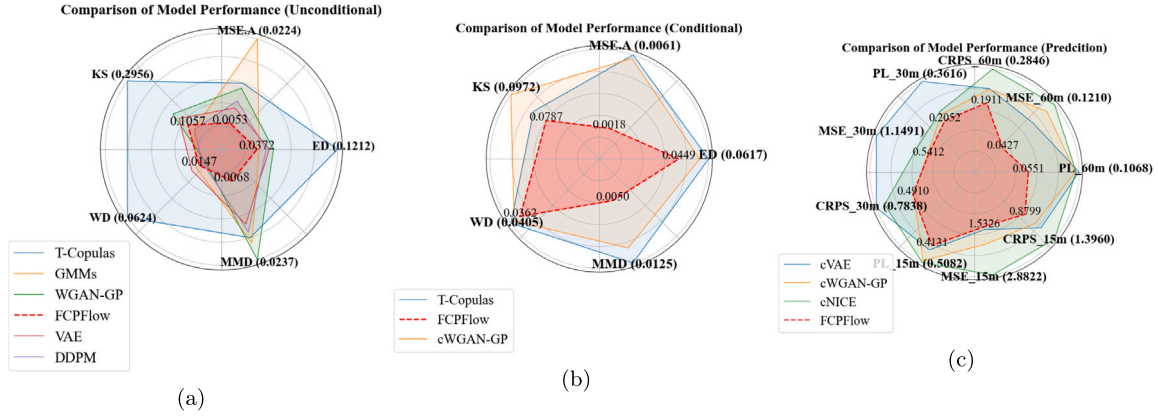 Comparison of Model Performance (Unconditional)
MSE.A (0.0224)
KS (0.2956)
0.1057
0.0053
0.0372
ED (0.1212)
0.0147
0.0068
WD (0.0624)
MMD (0.0237)
T-Copulas
GMMs
WGAN-GP
FCPFlow
VAE
DDPM
(a)
Comparison of Model Performance (Conditional)
MSE.A (0.0061)
KS (0.0972)
0.0787
0.0018
0.0449
ED (0.0617)
0.0050
0.0362
WD (0.0405)
MMD (0.0125)
T-Copulas
FCPFlow
cWGAN-GP
(b)
Comparison of Model Performance (Predcition)
CRPS_60m (0.2846)
PL_30m (0.3616)
MSE_60m (0.1210)
0.1911
0.2052
MSE_30m (1.1491)
0.0427
0.5412
0.0551
PL_60m (0.1068)
0.4910
CRPS_30m (0.7838)
0.8799
1.5326
CRPS_15m (1.3960)
0.4131
PL_15m (0.5082)
MSE_15m (2.8822)
cVAE
cWGAN-GP
cNICE
FCPFlow
(c)